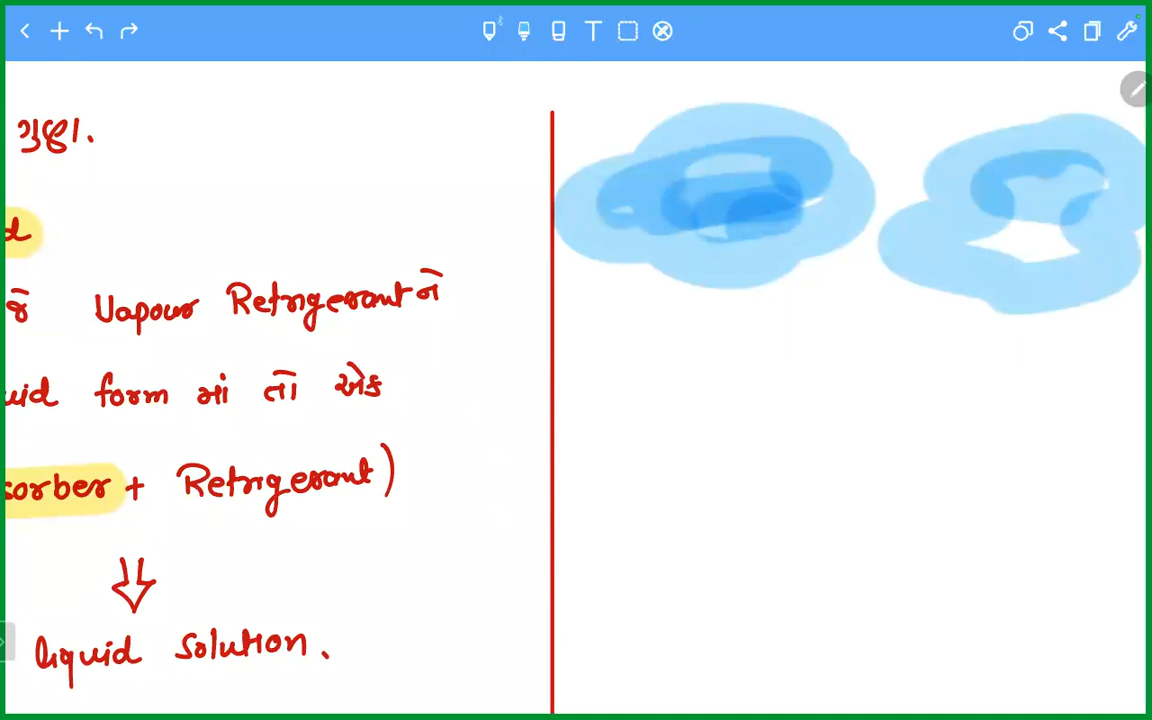 ગુણ.
d
જે Vapour Refrigerant ને
uid form માં તો એક
sorber + Refrigerant)
liquid solution.